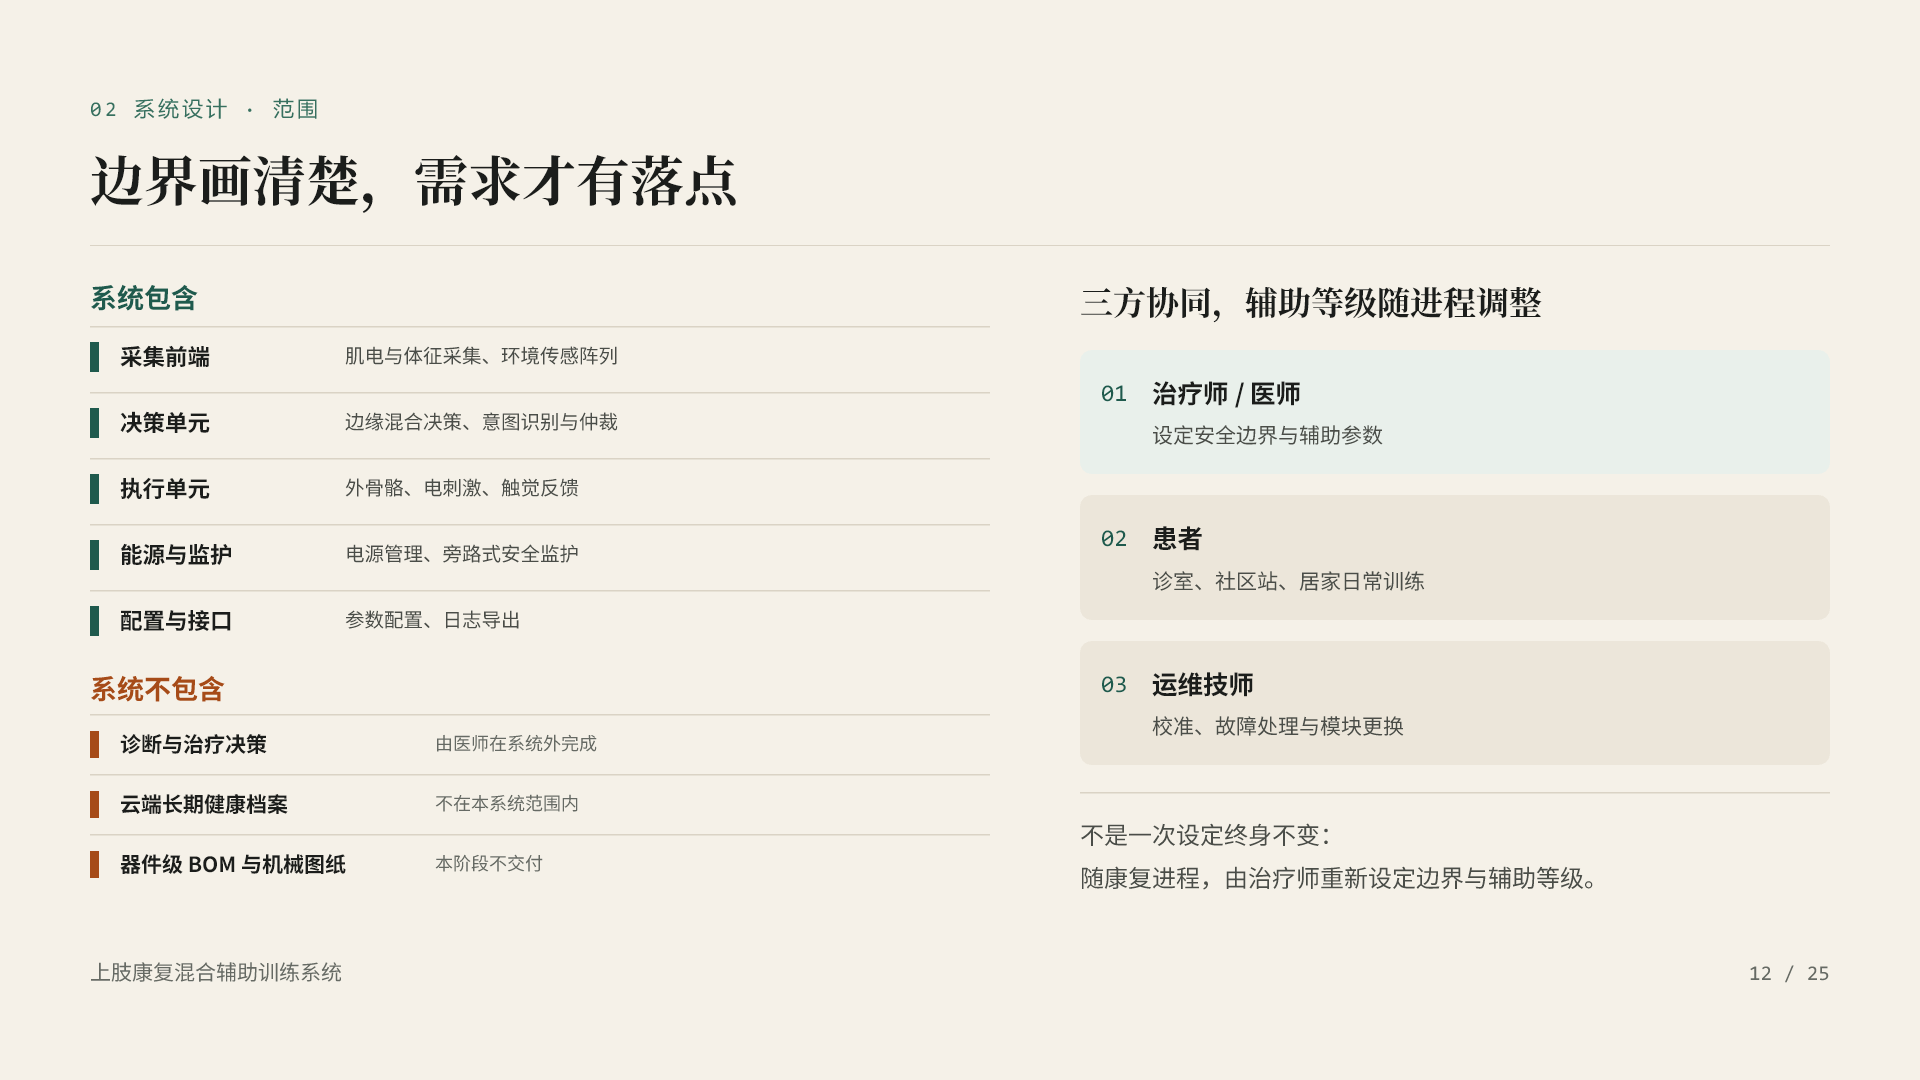 02 系统设计 · 范围
边界画清楚，需求才有落点
系统包含
采集前端 肌电与体征采集、环境传感阵列
决策单元 边缘混合决策、意图识别与仲裁
执行单元 外骨骼、电刺激、触觉反馈
能源与监护 电源管理、旁路式安全监护
配置与接口 参数配置、日志导出
系统不包含
诊断与治疗决策 由医师在系统外完成
云端长期健康档案 不在本系统范围内
器件级 BOM 与机械图纸 本阶段不交付
三方协同，辅助等级随进程调整
01 治疗师 / 医师
设定安全边界与辅助参数
02 患者
诊室、社区站、居家日常训练
03 运维技师
校准、故障处理与模块更换
不是一次设定终身不变：
随康复进程，由治疗师重新设定边界与辅助等级。
上肢康复混合辅助训练系统
12 / 25